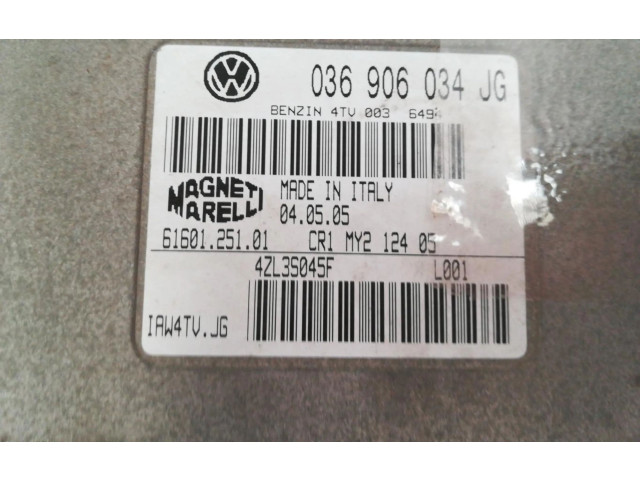 036 906 034 JG
BENZIN 4TV 003
MAGNETI
MARELLI
MADE IN ITALY
04.05.05
61601.251.01 CR1 MY2 124 05
4ZL3S045F L001
IAW4TV.JG